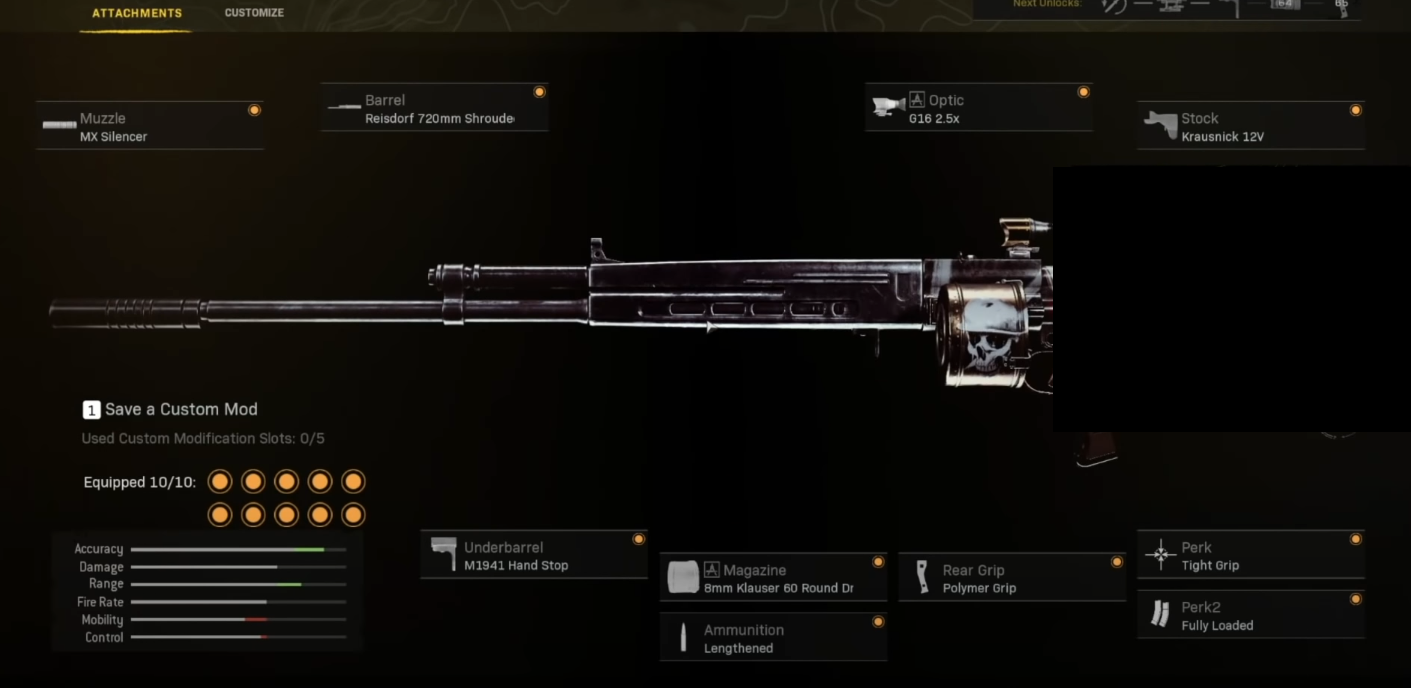 ATTACHMENTS
CUSTOMIZE
Next Unlocks:
64
65
Muzzle
MX Silencer
Barrel
Reisdorf 720mm Shroude
Optic
G16 2.5x
Stock
Krausnick 12V
1 Save a Custom Mod
Used Custom Modification Slots: 0/5
Equipped 10/10:
Accuracy
Damage
Range
Fire Rate
Mobility
Control
Underbarrel
M1941 Hand Stop
Magazine
8mm Klauser 60 Round Dr
Ammunition
Lengthened
Rear Grip
Polymer Grip
Perk
Tight Grip
Perk2
Fully Loaded